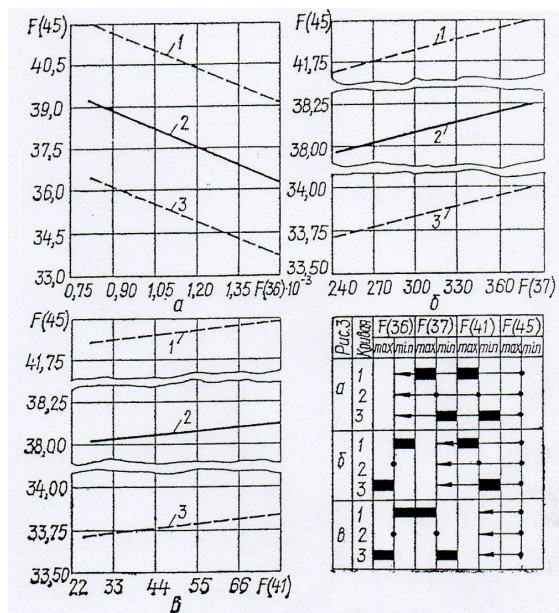 F(45)
1
40,5
39,0
2
37,5
36,0
3
34,5
33,0
0,75 0,90 1,05 1,20 1,35 F(36)·10⁻³
а
F(45)
1
41,75
38,25
2
38,00
34,00
3
33,75
33,50
240 270 300 330 360 F(37)
б
F(45)
1
41,75
38,25
2
38,00
34,00
3
33,75
33,50
22 33 44 55 66 F(41)
в
Рис.3 Кривая F(36) F(37) F(41) F(45)
max min max min max min max min
а 1
2
3
б 1
2
3
в 1
2
3